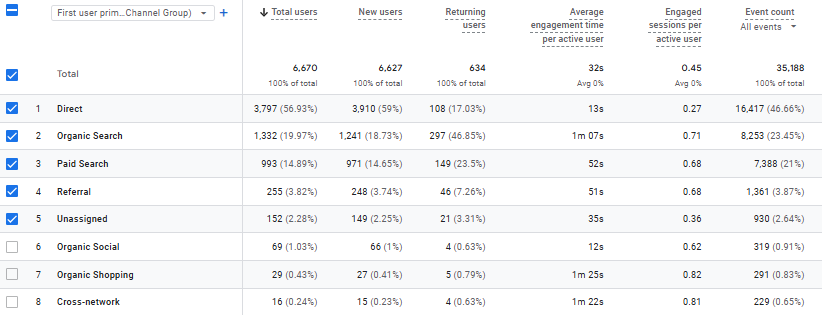 First user prim...Channel Group) + ↓ Total users New users Returning users Average engagement time per active user Engaged sessions per active user Event count All events
Total 6,670 6,627 634 32s 0.45 35,188
100% of total 100% of total 100% of total Avg 0% Avg 0% 100% of total
1 Direct 3,797 (56.93%) 3,910 (59%) 108 (17.03%) 13s 0.27 16,417 (46.66%)
2 Organic Search 1,332 (19.97%) 1,241 (18.73%) 297 (46.85%) 1m 07s 0.71 8,253 (23.45%)
3 Paid Search 993 (14.89%) 971 (14.65%) 149 (23.5%) 52s 0.68 7,388 (21%)
4 Referral 255 (3.82%) 248 (3.74%) 46 (7.26%) 51s 0.68 1,361 (3.87%)
5 Unassigned 152 (2.28%) 149 (2.25%) 21 (3.31%) 35s 0.36 930 (2.64%)
6 Organic Social 69 (1.03%) 66 (1%) 4 (0.63%) 12s 0.62 319 (0.91%)
7 Organic Shopping 29 (0.43%) 27 (0.41%) 5 (0.79%) 1m 25s 0.82 291 (0.83%)
8 Cross-network 16 (0.24%) 15 (0.23%) 4 (0.63%) 1m 22s 0.81 229 (0.65%)